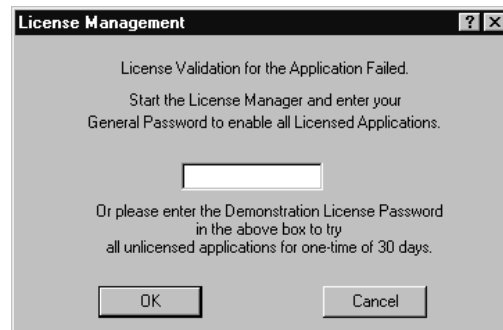 License Management
License Validation for the Application Failed.
Start the License Manager and enter your
General Password to enable all Licensed Applications.
Or please enter the Demonstration License Password
in the above box to try
all unlicensed applications for one-time of 30 days.
OK
Cancel